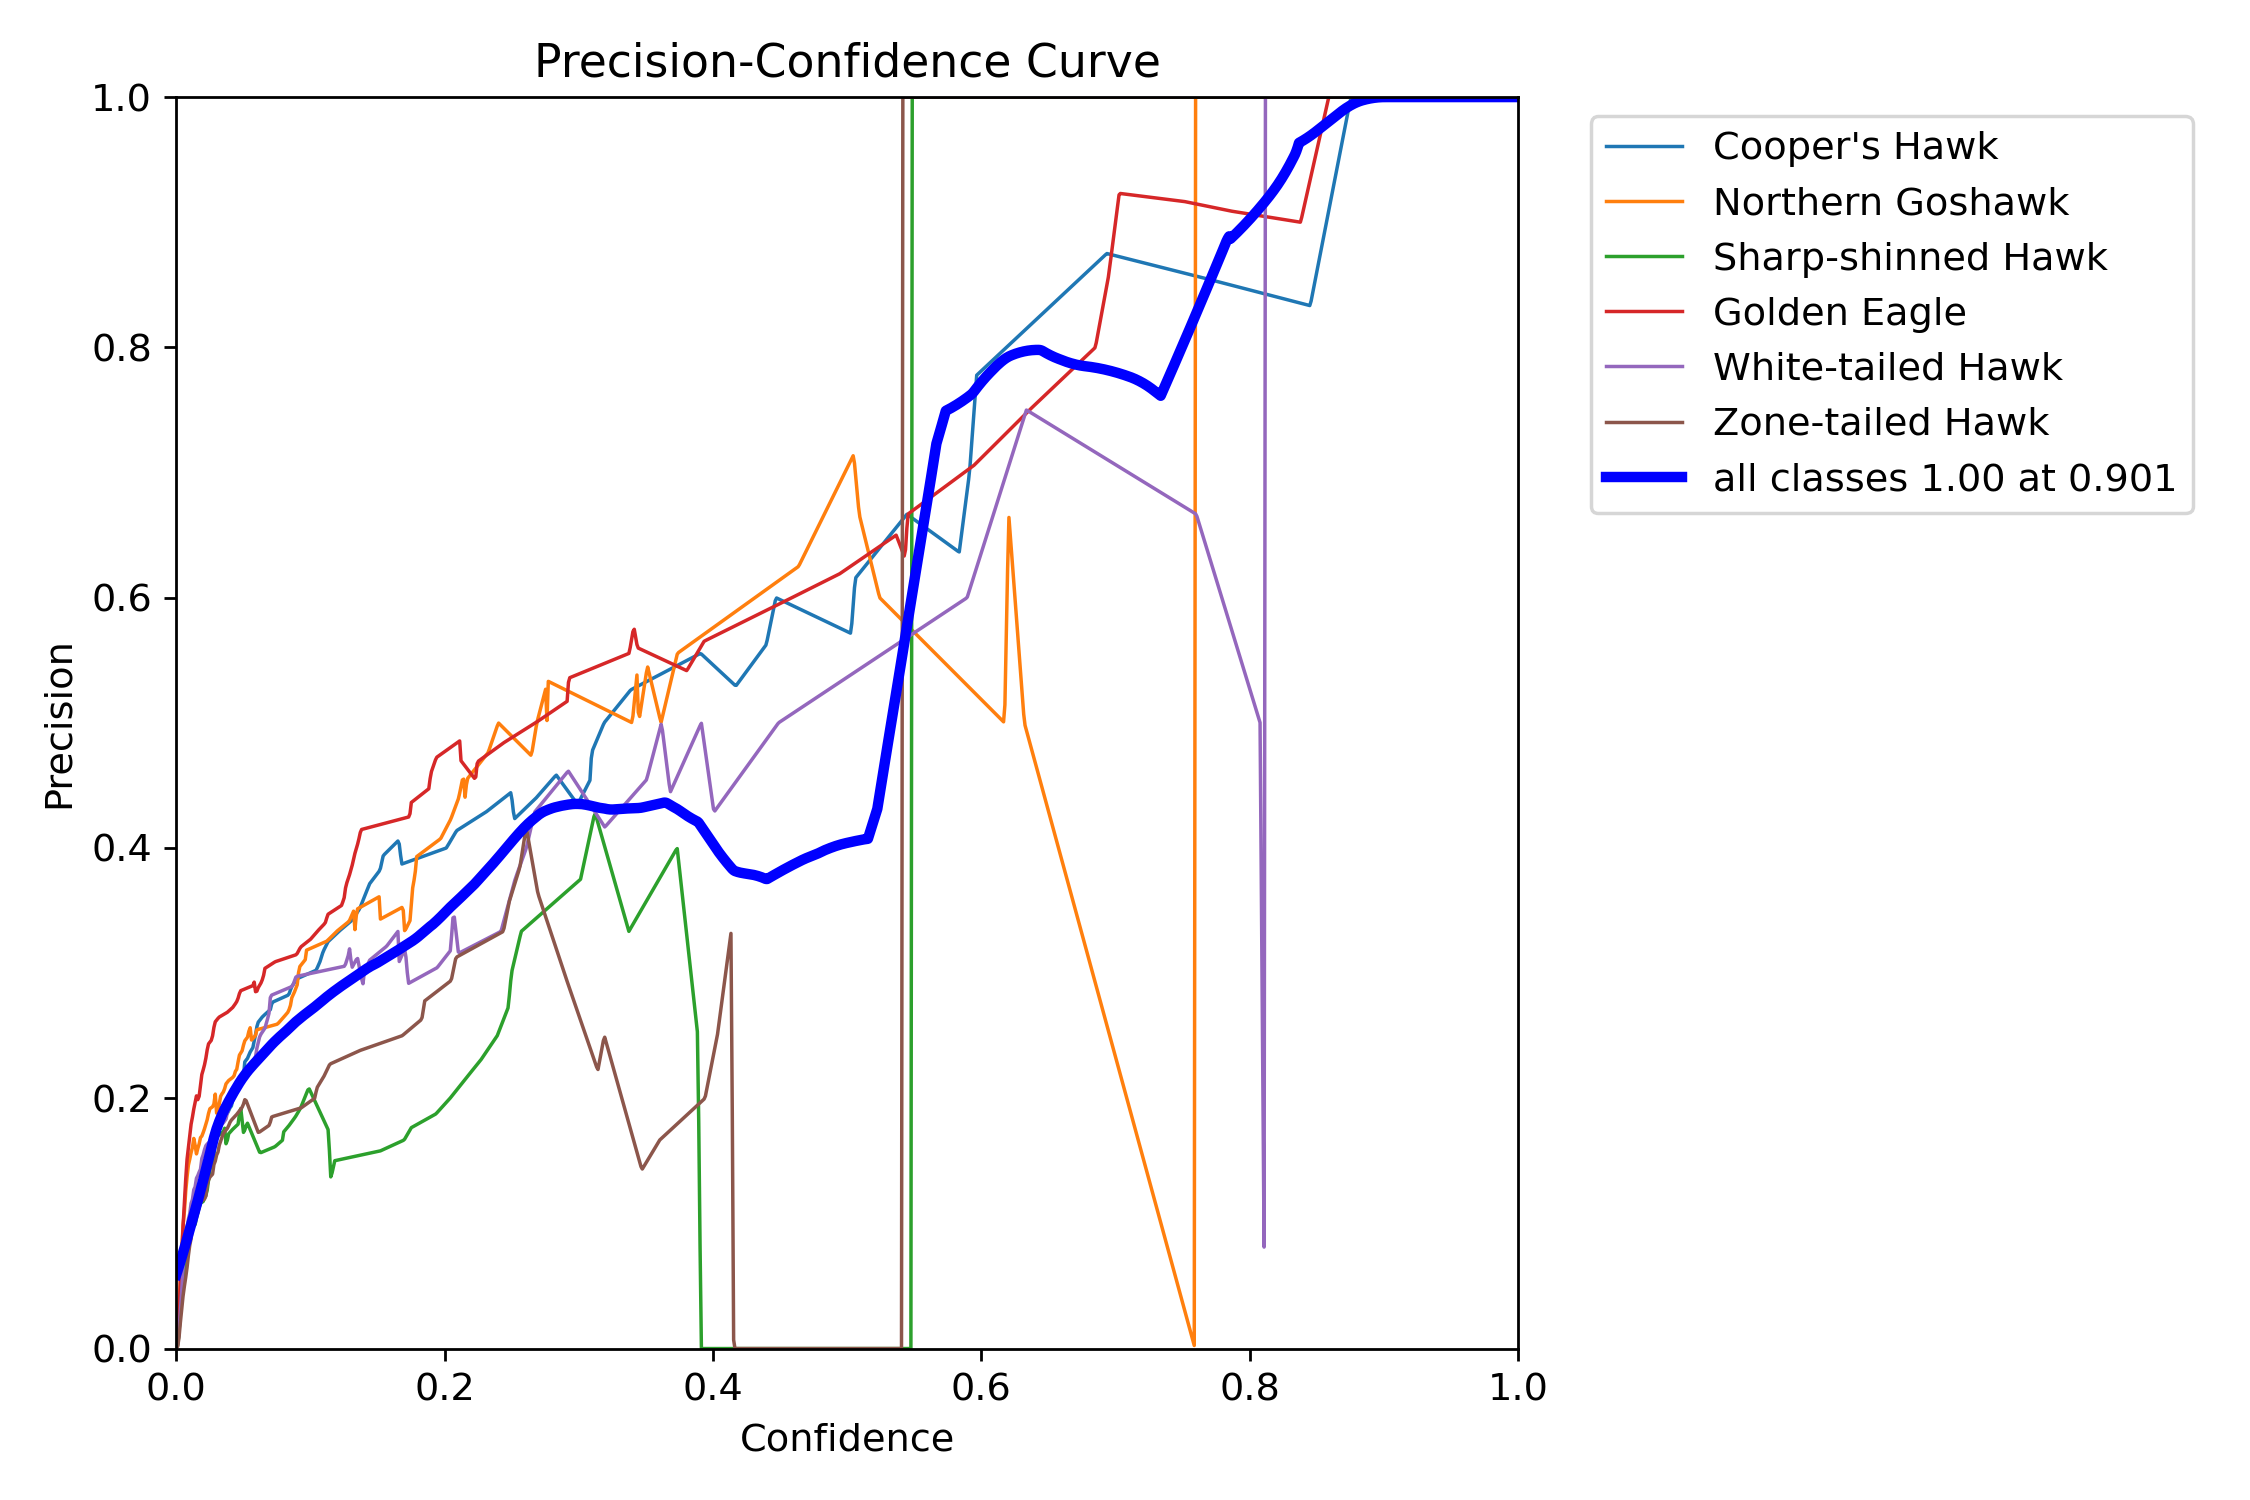 Precision-Confidence Curve
1.0
0.8
0.6
0.4
0.2
0.0
Precision
0.0 0.2 0.4 0.6 0.8 1.0
Confidence
Cooper's Hawk
Northern Goshawk
Sharp-shinned Hawk
Golden Eagle
White-tailed Hawk
Zone-tailed Hawk
all classes 1.00 at 0.901